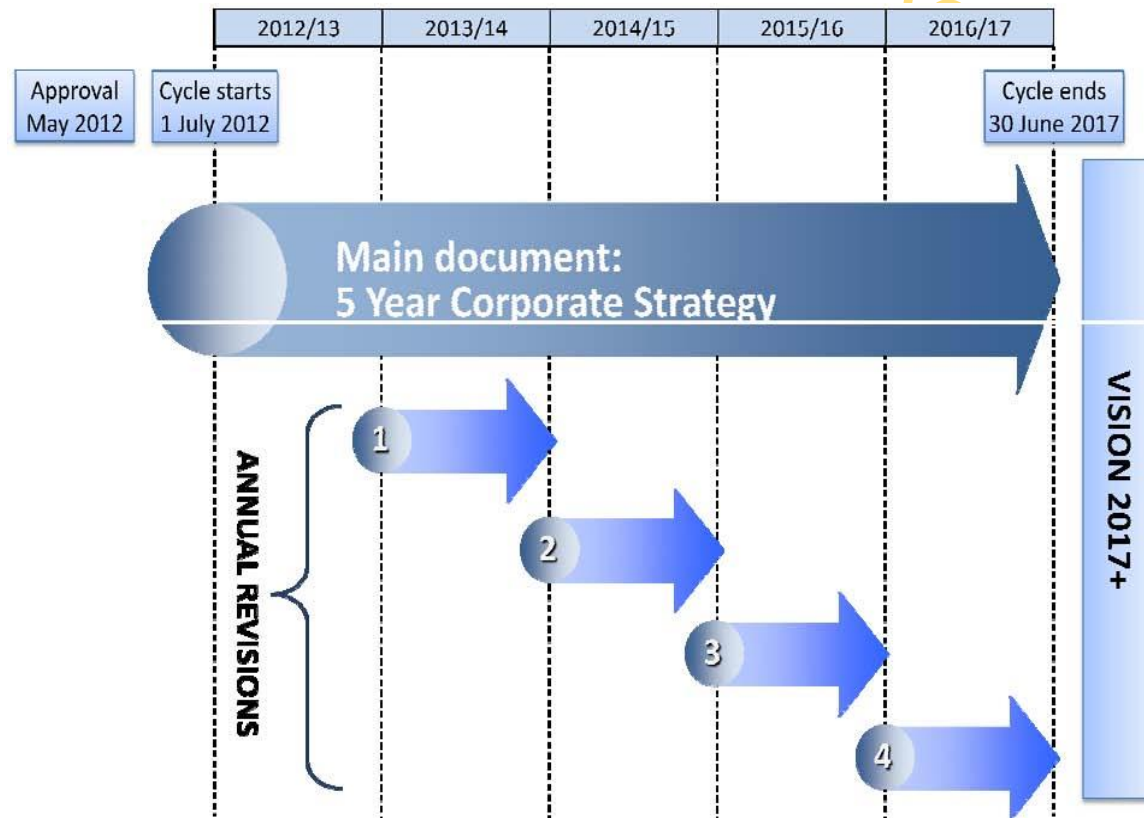 2012/13 2013/14 2014/15 2015/16 2016/17
Approval
May 2012
Cycle starts
1 July 2012
Cycle ends
30 June 2017
Main document:
5 Year Corporate Strategy
ANNUAL REVISIONS
1
2
3
4
VISION 2017+